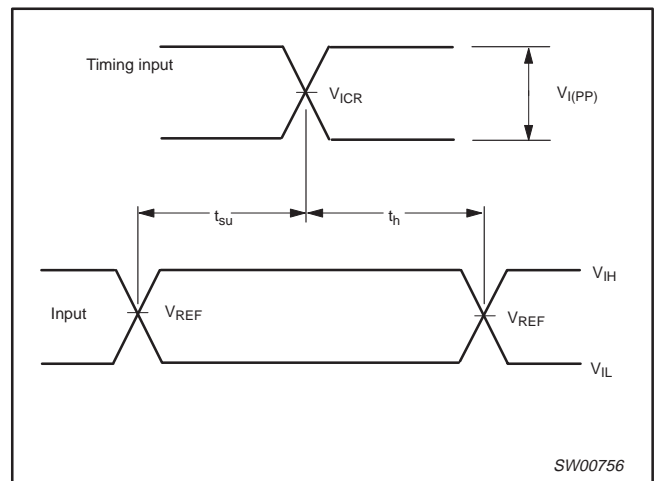 Timing input
V_ICR
V_I(PP)
t_su
t_h
V_IH
Input
V_REF
V_REF
V_IL
SW00756